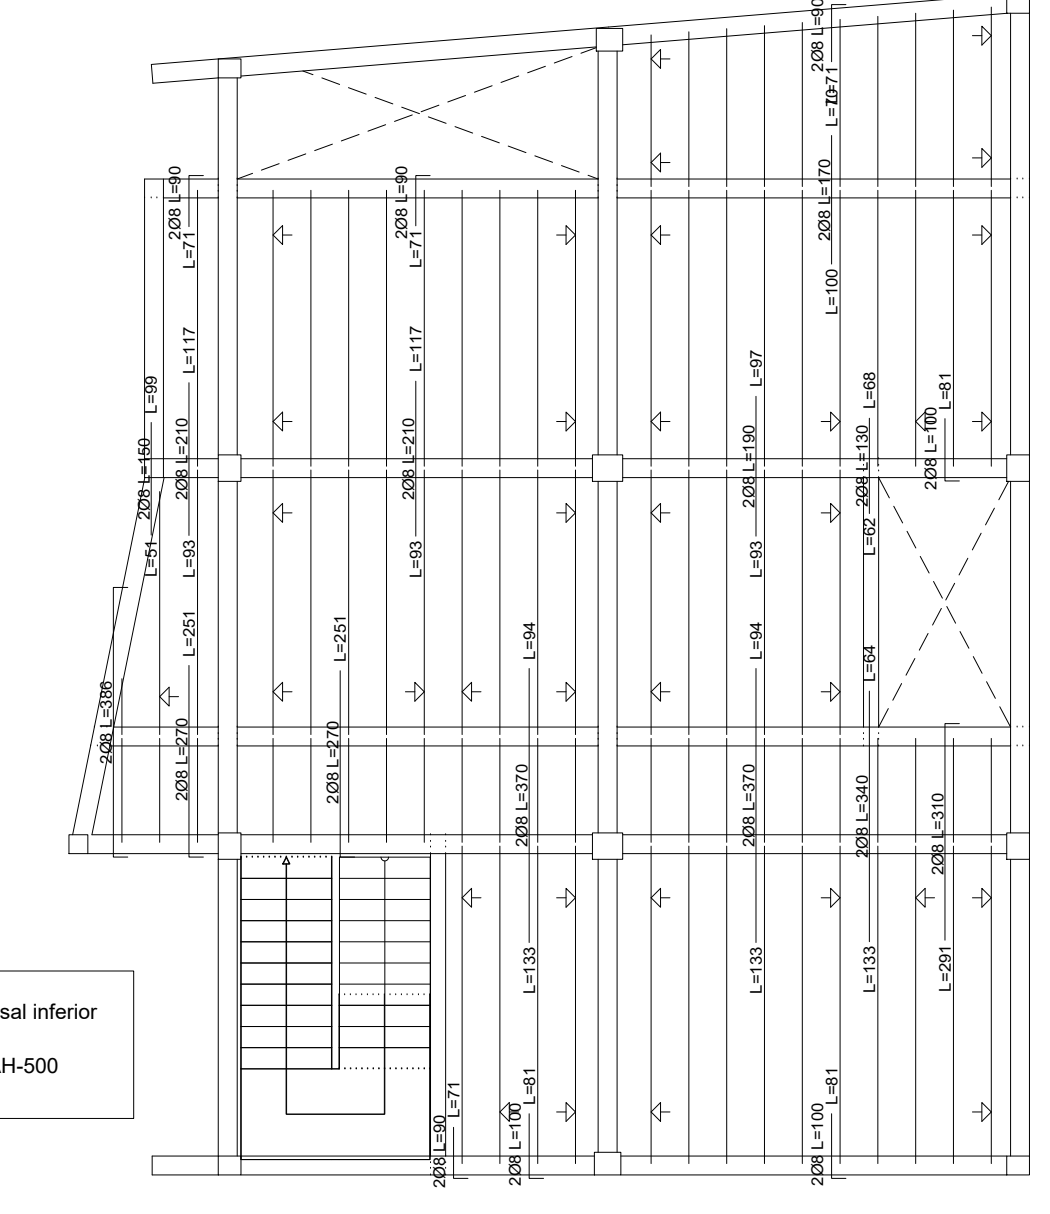 2Ø8 L=90
L=71
L=70
2Ø8 L=170
L=100
2Ø8 L=90
L=71
2Ø8 L=90
L=71
L=117
2Ø8 L=210
L=93
L=117
2Ø8 L=210
L=93
L=99
2Ø8 L=150
L=51
L=97
2Ø8 L=190
L=93
L=68
2Ø8 L=130
L=62
L=81
2Ø8 L=100
2Ø8 L=386
L=251
2Ø8 L=270
L=251
2Ø8 L=270
L=94
2Ø8 L=370
L=133
L=94
2Ø8 L=370
L=133
L=64
2Ø8 L=340
L=133
2Ø8 L=310
L=291
sal inferior
H-500
L=71
2Ø8 L=90
L=81
2Ø8 L=100
L=81
2Ø8 L=100